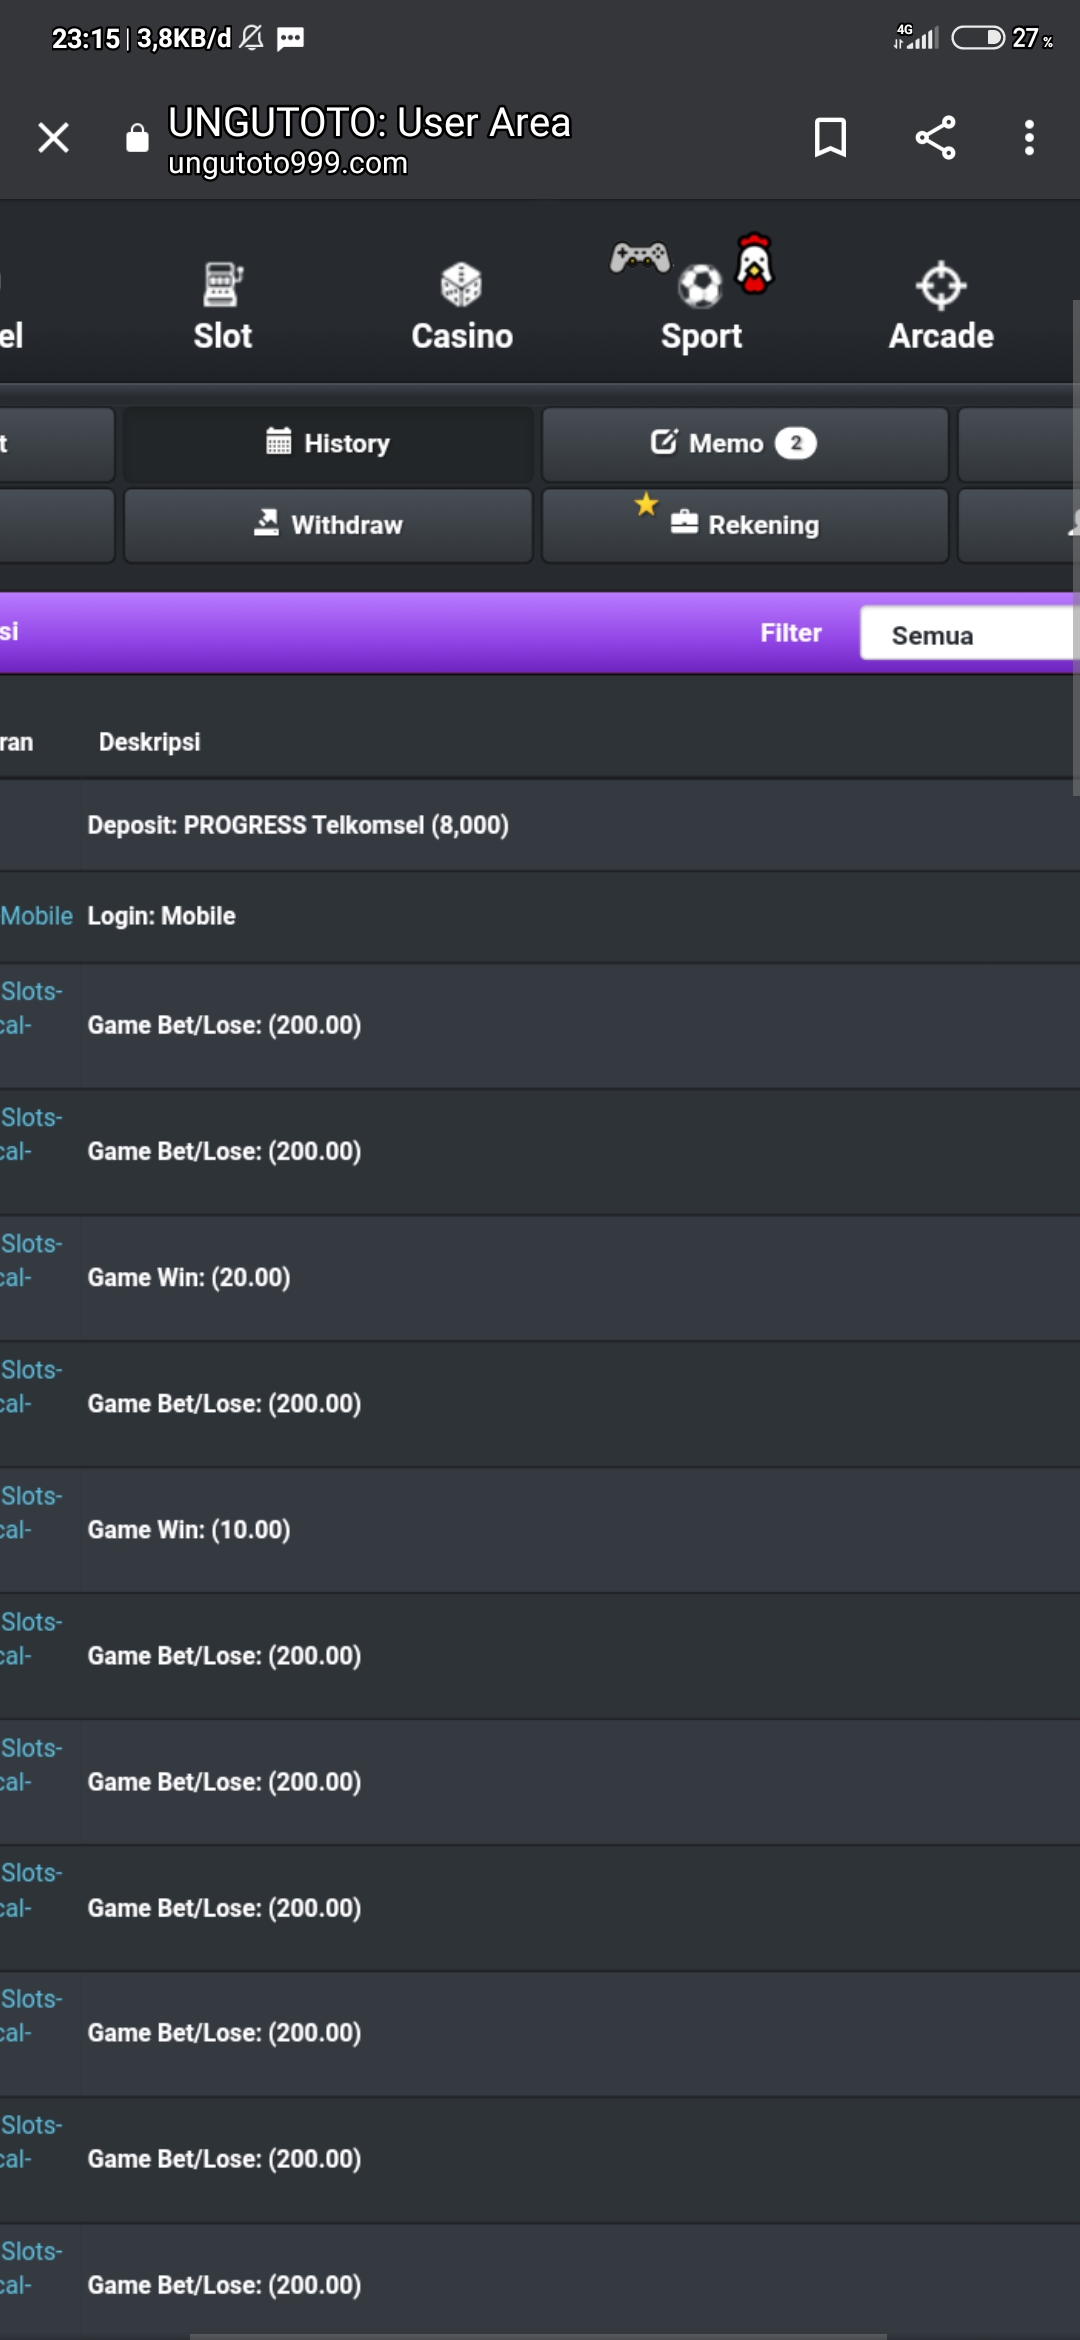 23:15 | 3,8KB/d 4G 27 %
UNGUTOTO: User Area
ungutoto999.com
el Slot Casino Sport Arcade
t History Memo 2
Withdraw Rekening
si Filter Semua
ran Deskripsi
Deposit: PROGRESS Telkomsel (8,000)
Mobile Login: Mobile
Slots-
cal- Game Bet/Lose: (200.00)
Slots-
cal- Game Bet/Lose: (200.00)
Slots-
cal- Game Win: (20.00)
Slots-
cal- Game Bet/Lose: (200.00)
Slots-
cal- Game Win: (10.00)
Slots-
cal- Game Bet/Lose: (200.00)
Slots-
cal- Game Bet/Lose: (200.00)
Slots-
cal- Game Bet/Lose: (200.00)
Slots-
cal- Game Bet/Lose: (200.00)
Slots-
cal- Game Bet/Lose: (200.00)
Slots-
cal- Game Bet/Lose: (200.00)